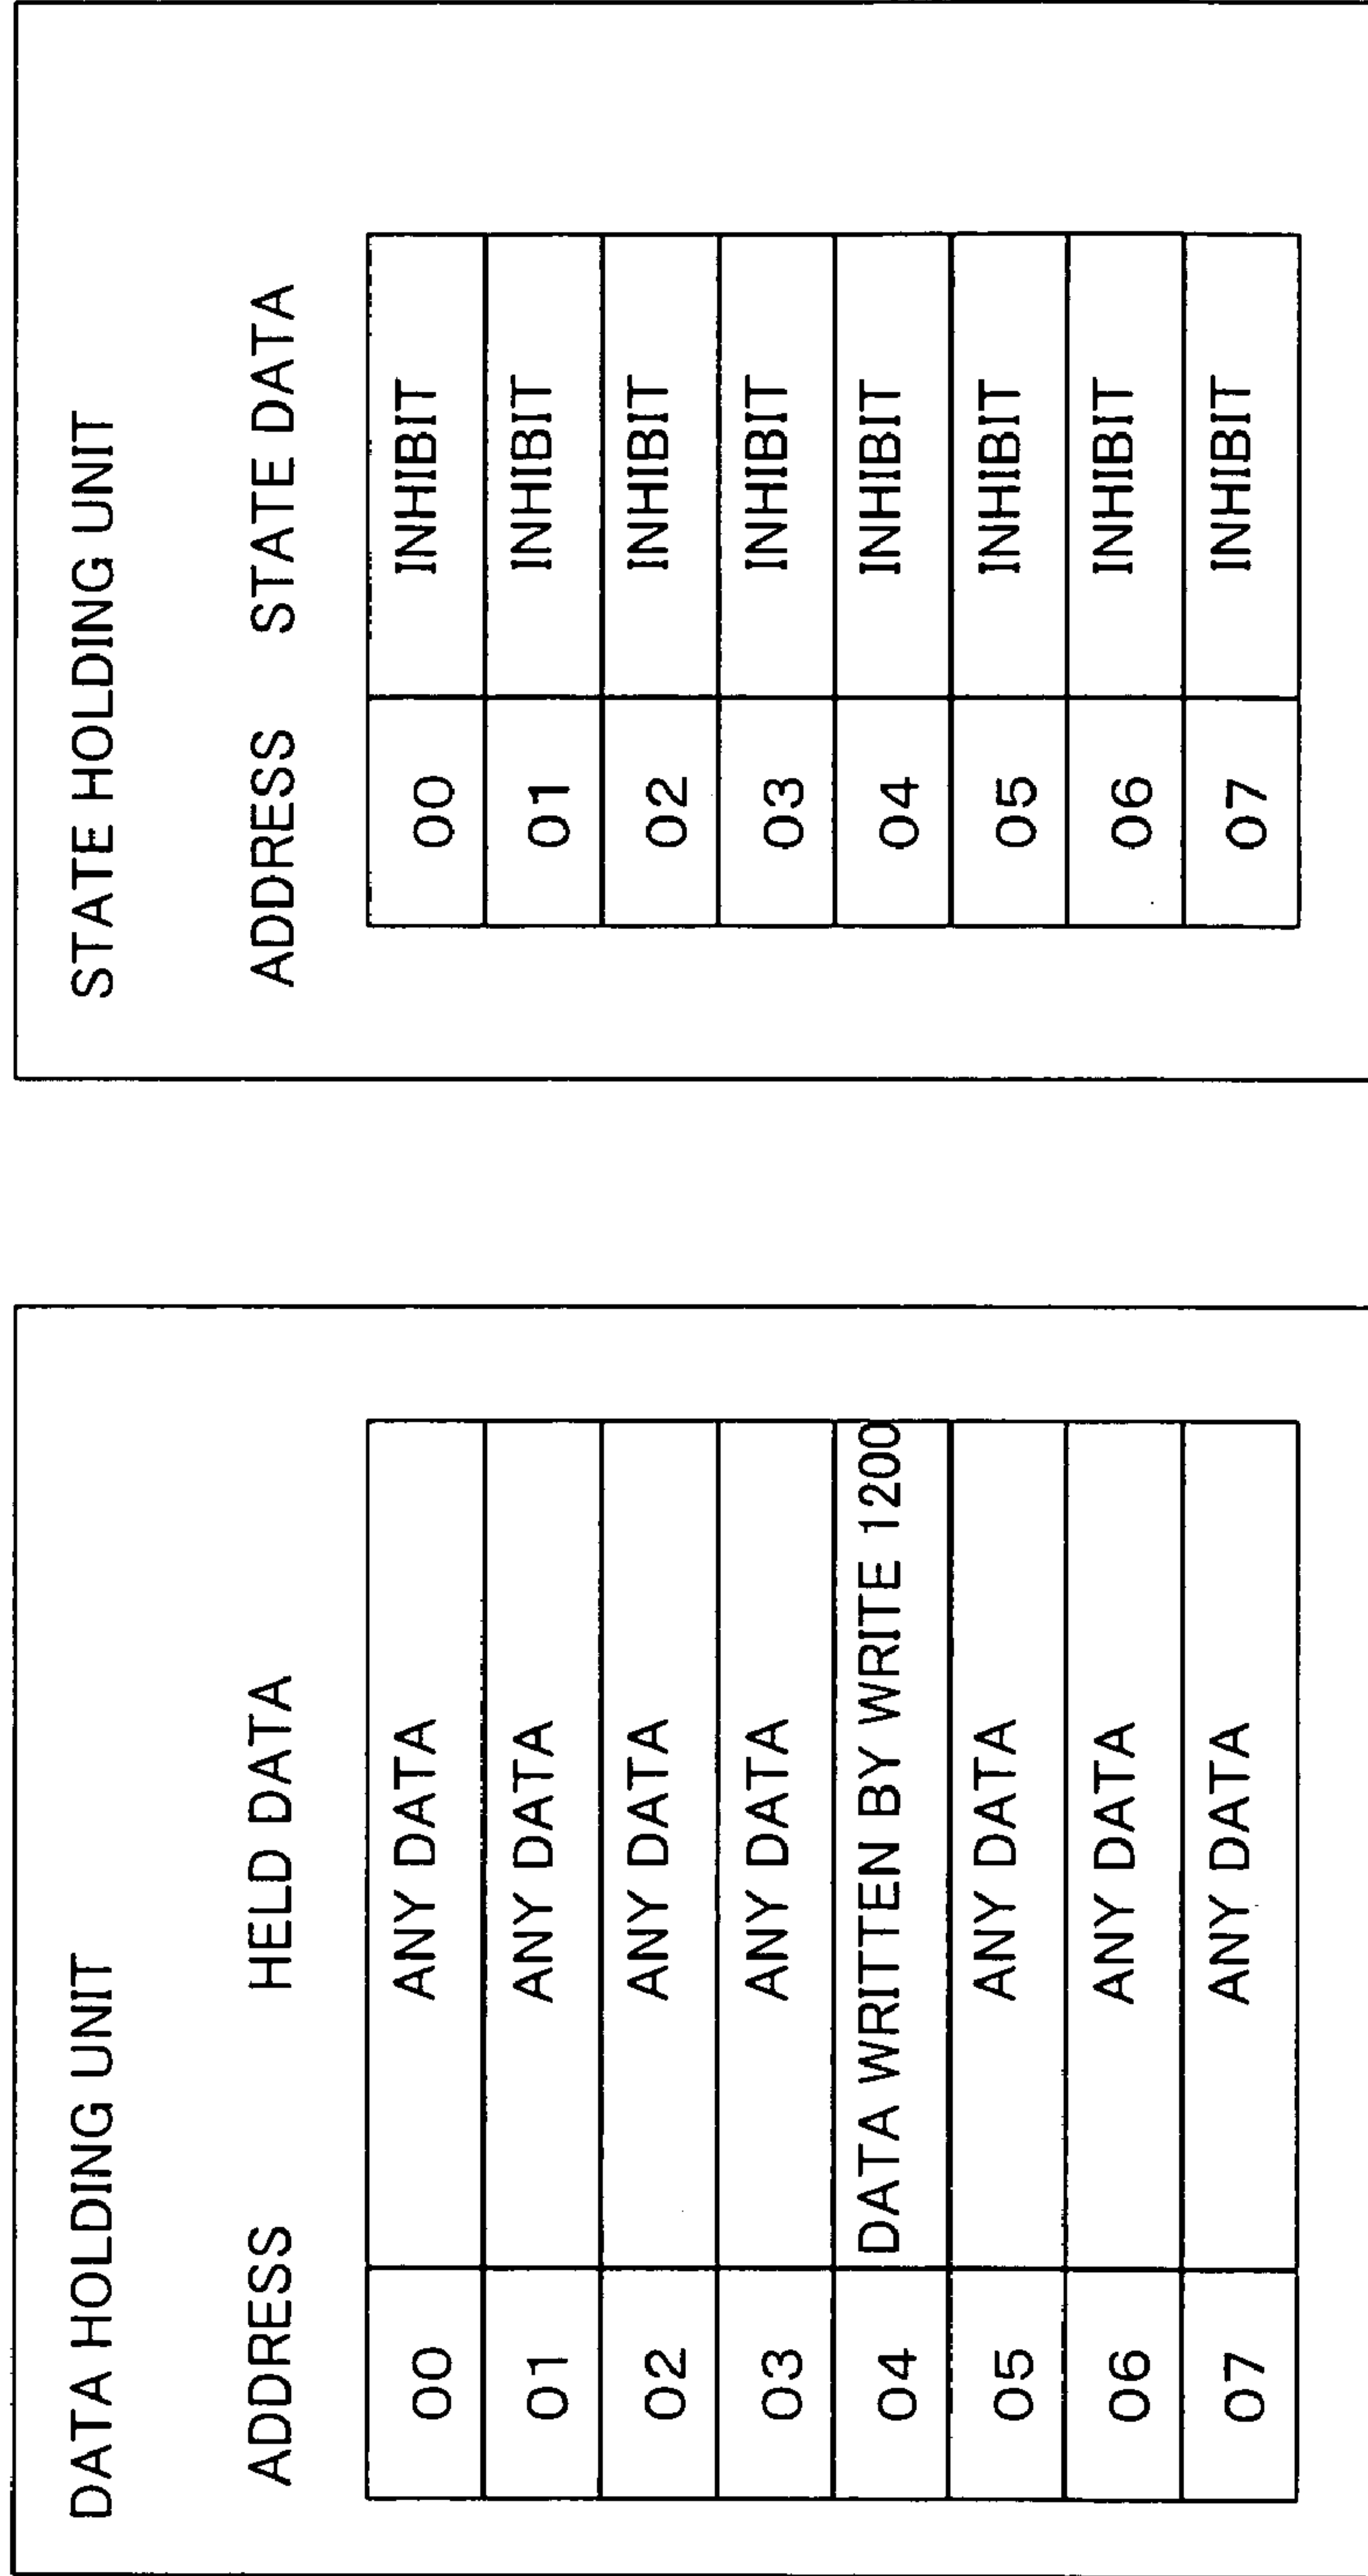 DATA HOLDING UNIT
ADDRESS HELD DATA
00 ANY DATA
01 ANY DATA
02 ANY DATA
03 ANY DATA
04 DATA WRITTEN BY WRITE 1200
05 ANY DATA
06 ANY DATA
07 ANY DATA
STATE HOLDING UNIT
ADDRESS STATE DATA
00 INHIBIT
01 INHIBIT
02 INHIBIT
03 INHIBIT
04 INHIBIT
05 INHIBIT
06 INHIBIT
07 INHIBIT